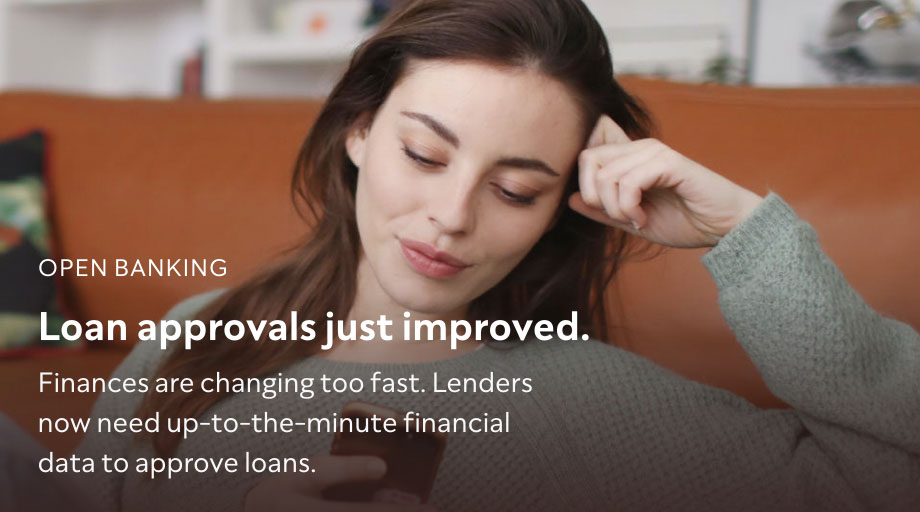 OPEN BANKING
Loan approvals just improved.
Finances are changing too fast. Lenders
now need up-to-the-minute financial
data to approve loans.